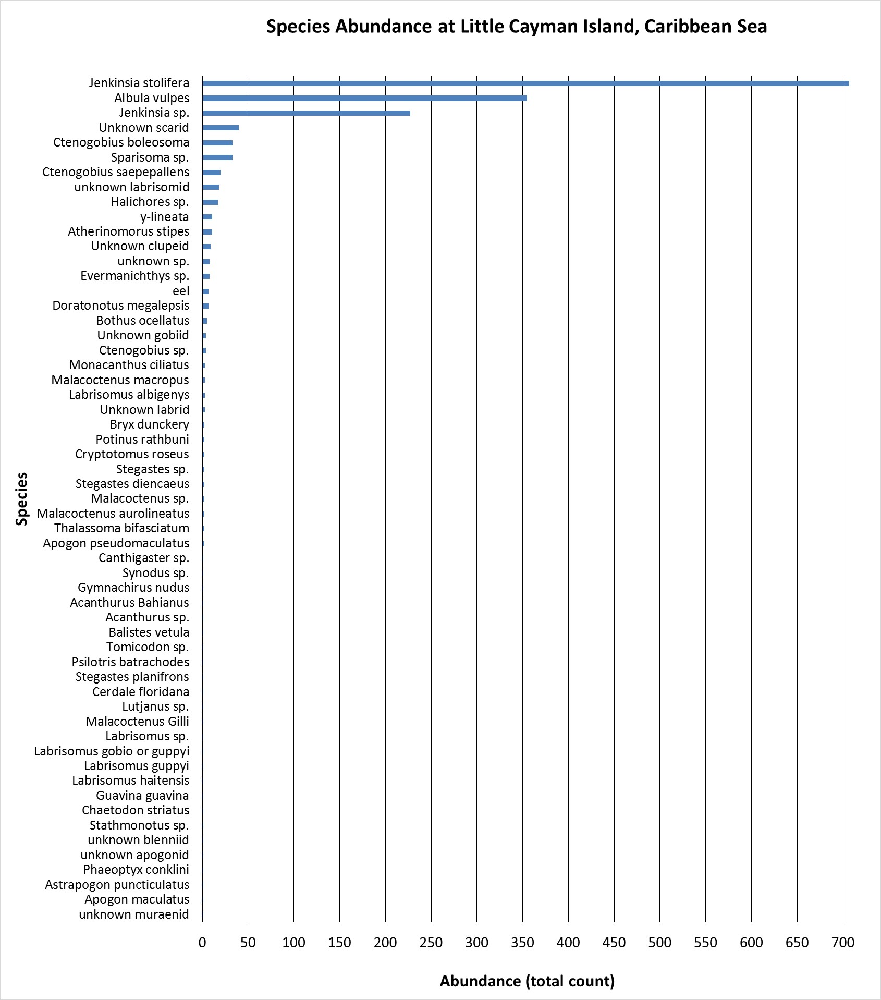 Species Abundance at Little Cayman Island, Caribbean Sea
Jenkinsia stolifera
Albula vulpes
Jenkinsia sp.
Unknown scarid
Ctenogobius boleosoma
Sparisoma sp.
Ctenogobius saepepallens
unknown labrisomid
Halichores sp.
y-lineata
Atherinomorus stipes
Unknown clupeid
unknown sp.
Evermanichthys sp.
eel
Doratonotus megalepsis
Bothus ocellatus
Unknown gobiid
Ctenogobius sp.
Monacanthus ciliatus
Malacoctenus macropus
Labrisomus albigenys
Unknown labrid
Bryx dunckery
Potinus rathbuni
Cryptotomus roseus
Stegastes sp.
Stegastes diencaeus
Malacoctenus sp.
Malacoctenus aurolineatus
Thalassoma bifasciatum
Apogon pseudomaculatus
Canthigaster sp.
Synodus sp.
Gymnachirus nudus
Acanthurus Bahianus
Acanthurus sp.
Balistes vetula
Tomicodon sp.
Psilotris batrachodes
Stegastes planifrons
Cerdale floridana
Lutjanus sp.
Malacoctenus Gilli
Labrisomus sp.
Labrisomus gobio or guppyi
Labrisomus guppyi
Labrisomus haitensis
Guavina guavina
Chaetodon striatus
Stathmonotus sp.
unknown blenniid
unknown apogonid
Phaeoptyx conklini
Astrapogon puncticulatus
Apogon maculatus
unknown muraenid
Species
0 50 100 150 200 250 300 350 400 450 500 550 600 650 700
Abundance (total count)